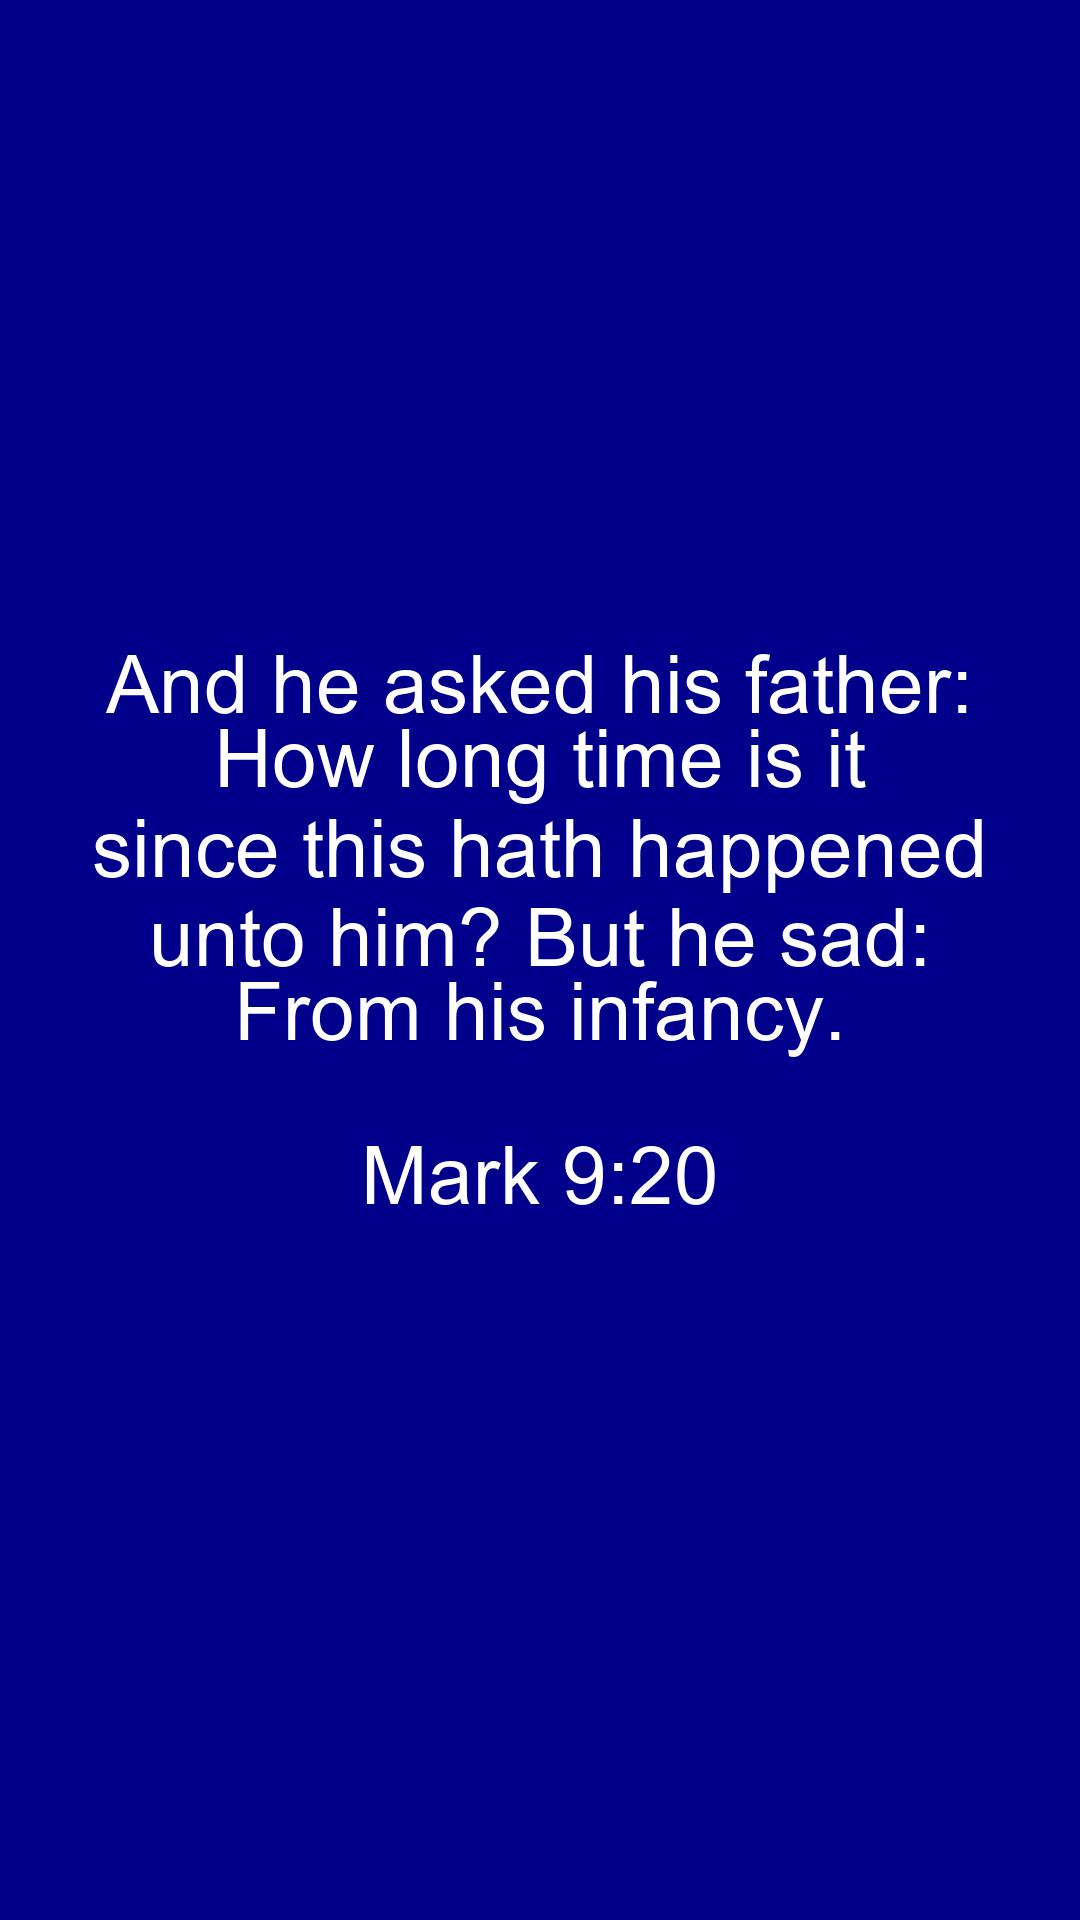 And he asked his father:
How long time is it
since this hath happened
unto him? But he sad:
From his infancy.
Mark 9:20